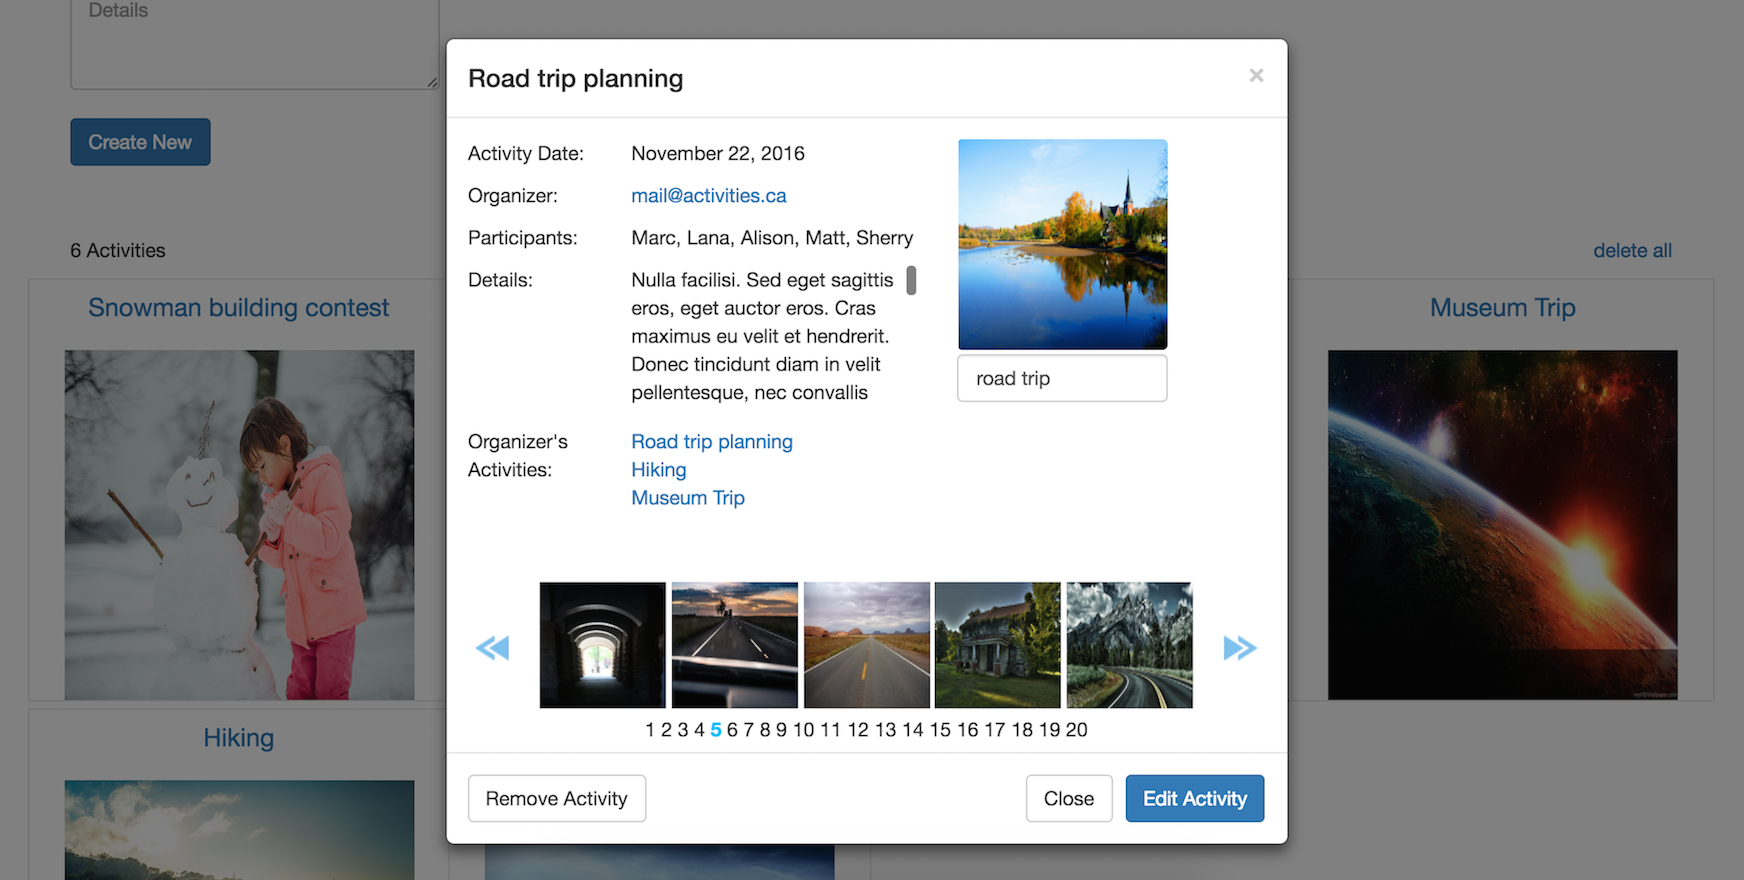 Details
Create New
6 Activities
delete all
Snowman building contest
Museum Trip
Hiking
Road trip planning
×
Activity Date: November 22, 2016
Organizer: mail@activities.ca
Participants: Marc, Lana, Alison, Matt, Sherry
Details: Nulla facilisi. Sed eget sagittis
eros, eget auctor eros. Cras
maximus eu velit et hendrerit.
Donec tincidunt diam in velit
pellentesque, nec convallis
road trip
Organizer's Road trip planning
Activities: Hiking
Museum Trip
1 2 3 4 5 6 7 8 9 10 11 12 13 14 15 16 17 18 19 20
Remove Activity
Close
Edit Activity